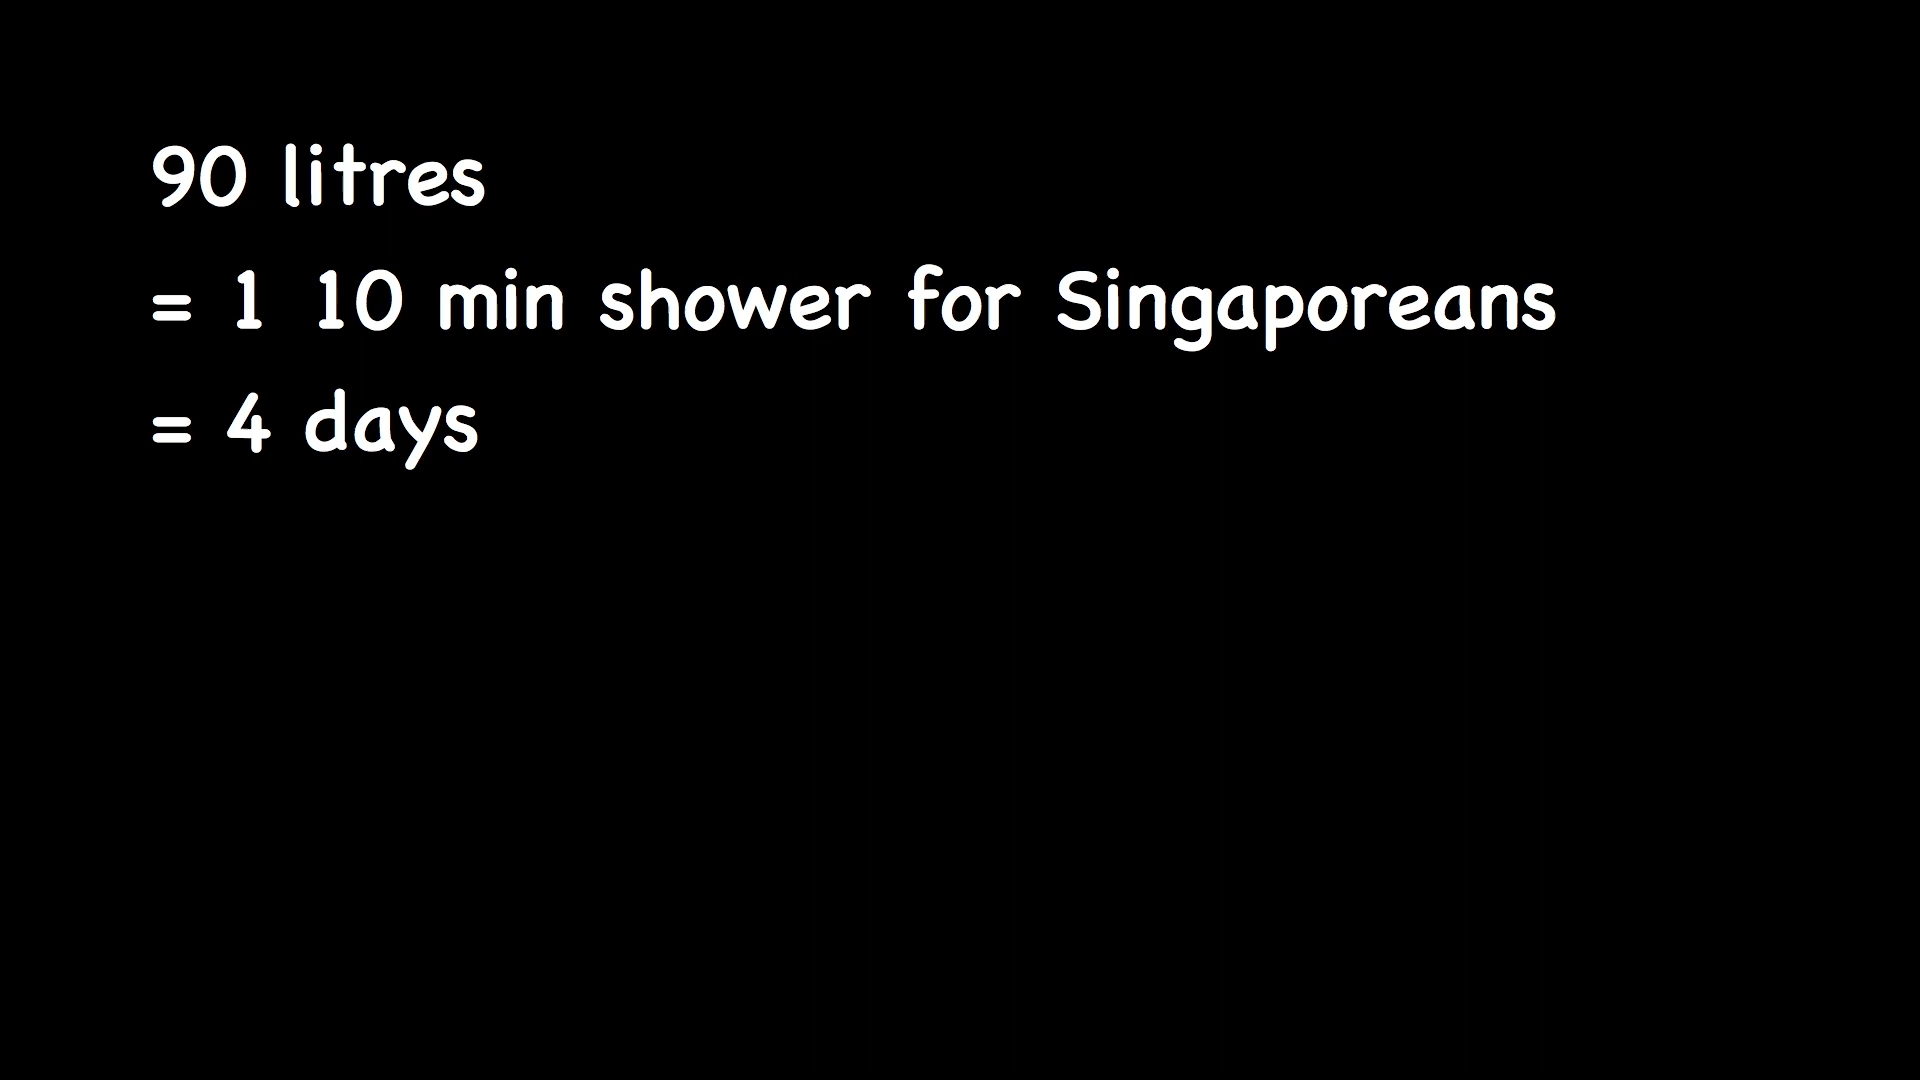 90 litres
= 1 10 min shower for Singaporeans
= 4 days